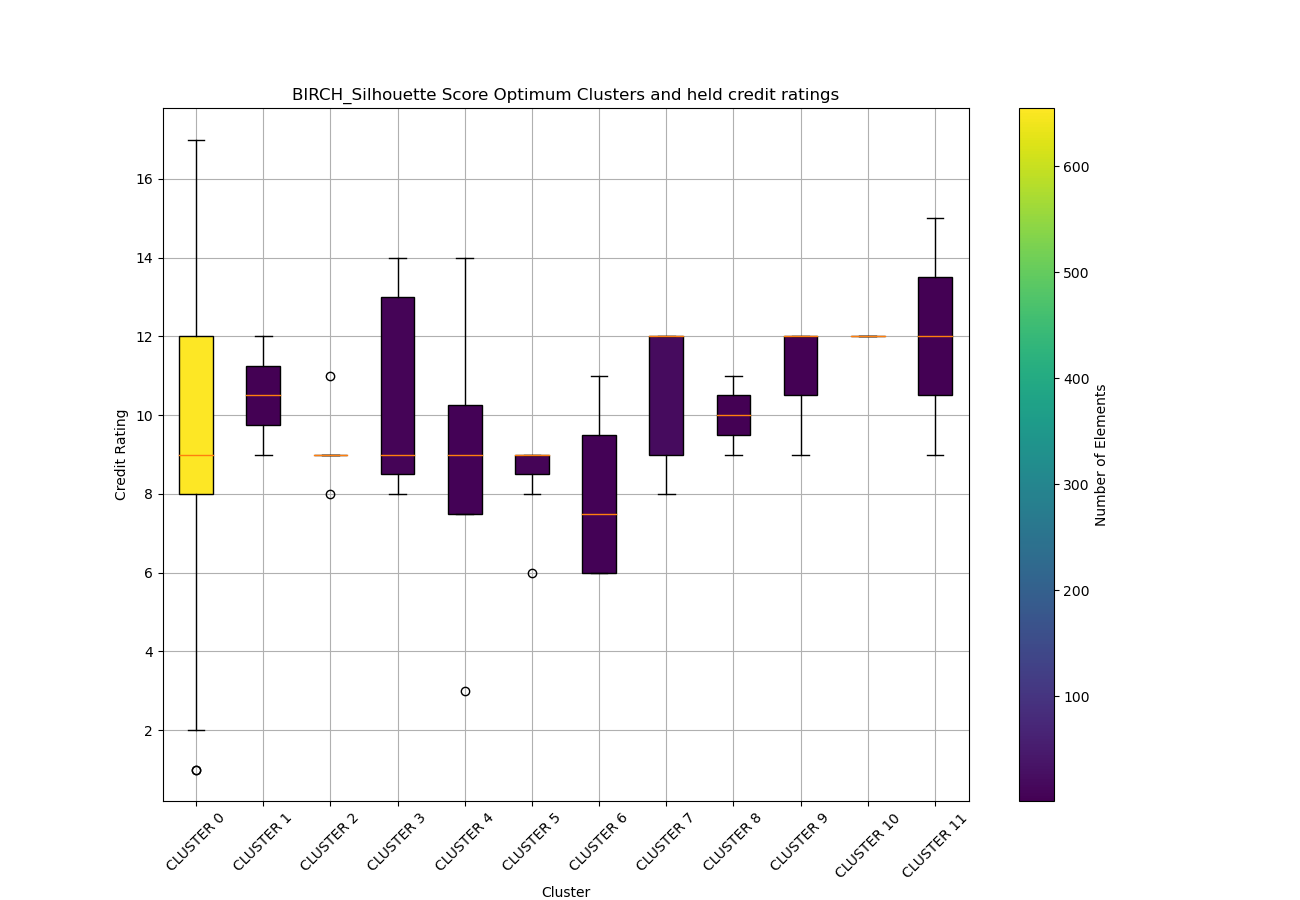 BIRCH_Silhouette Score Optimum Clusters and held credit ratings
16
14
12
10
8
6
4
2
Credit Rating
CLUSTER 0
CLUSTER 1
CLUSTER 2
CLUSTER 3
CLUSTER 4
CLUSTER 5
CLUSTER 6
CLUSTER 7
CLUSTER 8
CLUSTER 9
CLUSTER 10
CLUSTER 11
Cluster
600
500
400
300
200
100
Number of Elements